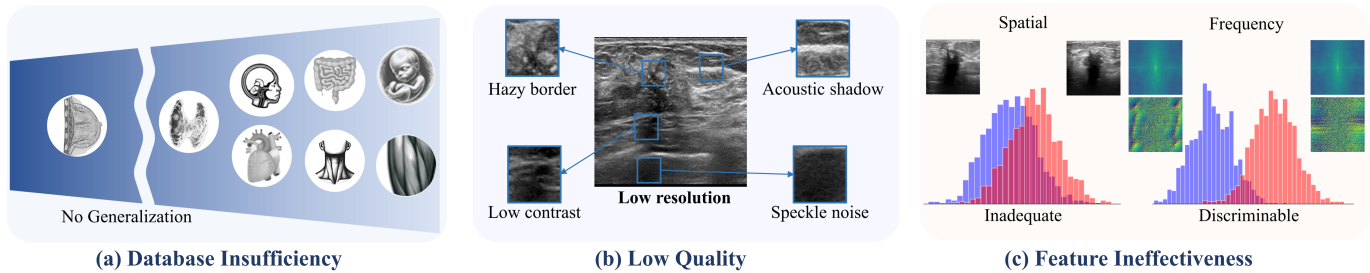 No Generalization
(a) Database Insufficiency
Hazy border
Acoustic shadow
Low contrast
Low resolution
Speckle noise
(b) Low Quality
Spatial
Frequency
Inadequate
Discriminable
(c) Feature Ineffectiveness